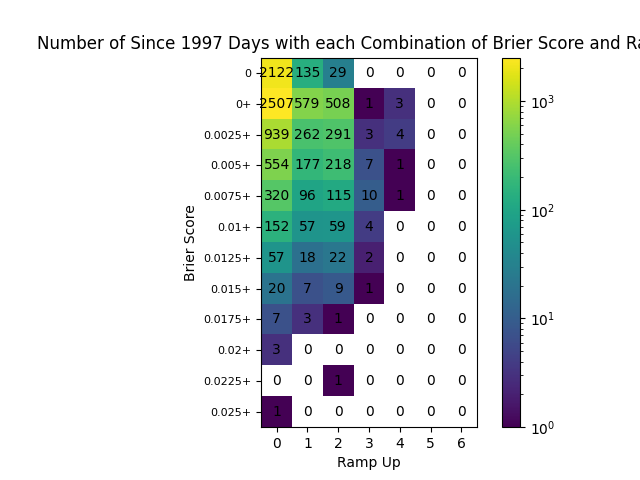 Number of Since 1997 Days with each Combination of Brier Score and Ra
0 2122 135 29 0 0 0 0
0+ 2507 579 508 1 3 0 0
0.0025+ 939 262 291 3 4 0 0
0.005+ 554 177 218 7 1 0 0
0.0075+ 320 96 115 10 1 0 0
0.01+ 152 57 59 4 0 0 0
0.0125+ 57 18 22 2 0 0 0
0.015+ 20 7 9 1 0 0 0
0.0175+ 7 3 1 0 0 0 0
0.02+ 3 0 0 0 0 0 0
0.0225+ 0 0 1 0 0 0 0
0.025+ 1 0 0 0 0 0 0
0 1 2 3 4 5 6
Ramp Up
Brier Score
10³
10²
10¹
10⁰